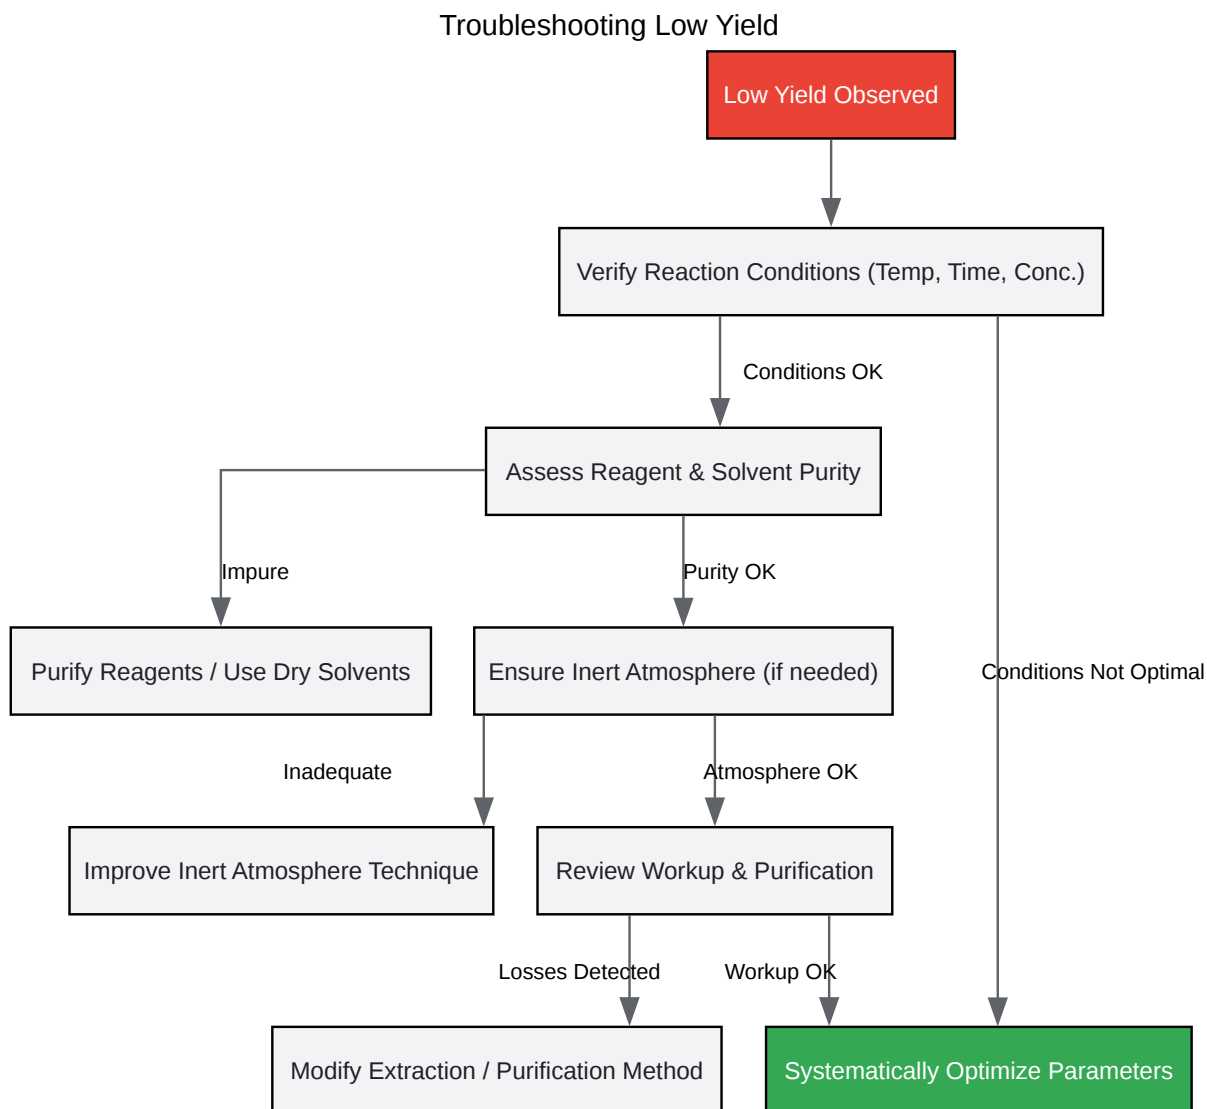 Troubleshooting Low Yield
Low Yield Observed
Verify Reaction Conditions (Temp, Time, Conc.)
Conditions OK
Assess Reagent & Solvent Purity
Impure
Purity OK
Purify Reagents / Use Dry Solvents
Ensure Inert Atmosphere (if needed)
Conditions Not Optimal
Inadequate
Atmosphere OK
Improve Inert Atmosphere Technique
Review Workup & Purification
Losses Detected
Workup OK
Modify Extraction / Purification Method
Systematically Optimize Parameters